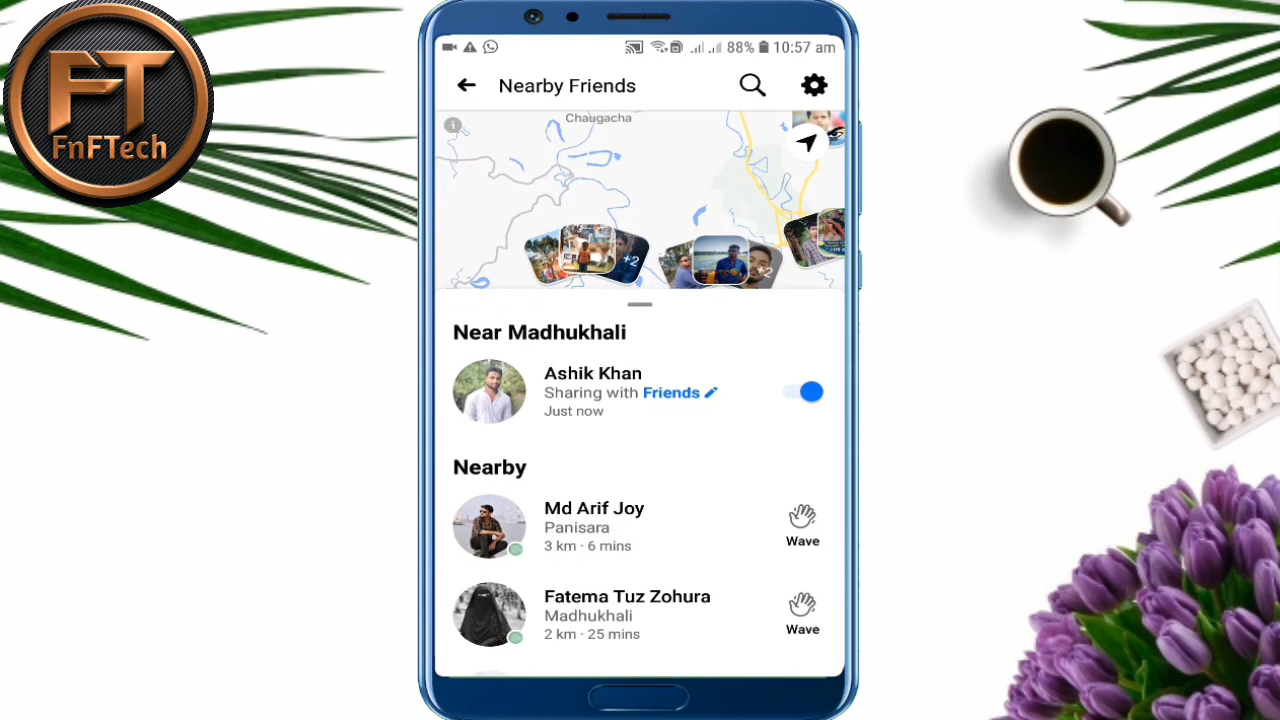 FT
FnFTech
88% 10:57 am
Nearby Friends
Chaugacha
+2
+2
Near Madhukhali
Ashik Khan
Sharing with Friends
Just now
Nearby
Md Arif Joy
Panisara
3 km · 6 mins
Wave
Fatema Tuz Zohura
Madhukhali
2 km · 25 mins
Wave